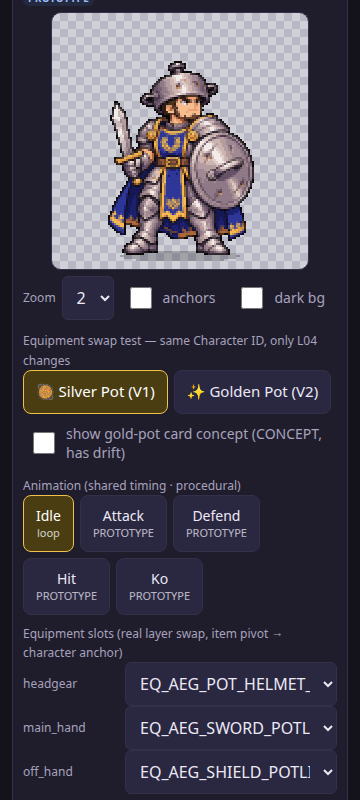 PROTOTYPE
Zoom
2
anchors
dark bg
Equipment swap test — same Character ID, only L04
changes
🥘 Silver Pot (V1)
✨ Golden Pot (V2)
show gold-pot card concept (CONCEPT,
has drift)
Animation (shared timing · procedural)
Idle
loop
Attack
PROTOTYPE
Defend
PROTOTYPE
Hit
PROTOTYPE
Ko
PROTOTYPE
Equipment slots (real layer swap, item pivot →
character anchor)
headgear
EQ_AEG_POT_HELMET_
main_hand
EQ_AEG_SWORD_POTL
off_hand
EQ_AEG_SHIELD_POTLI